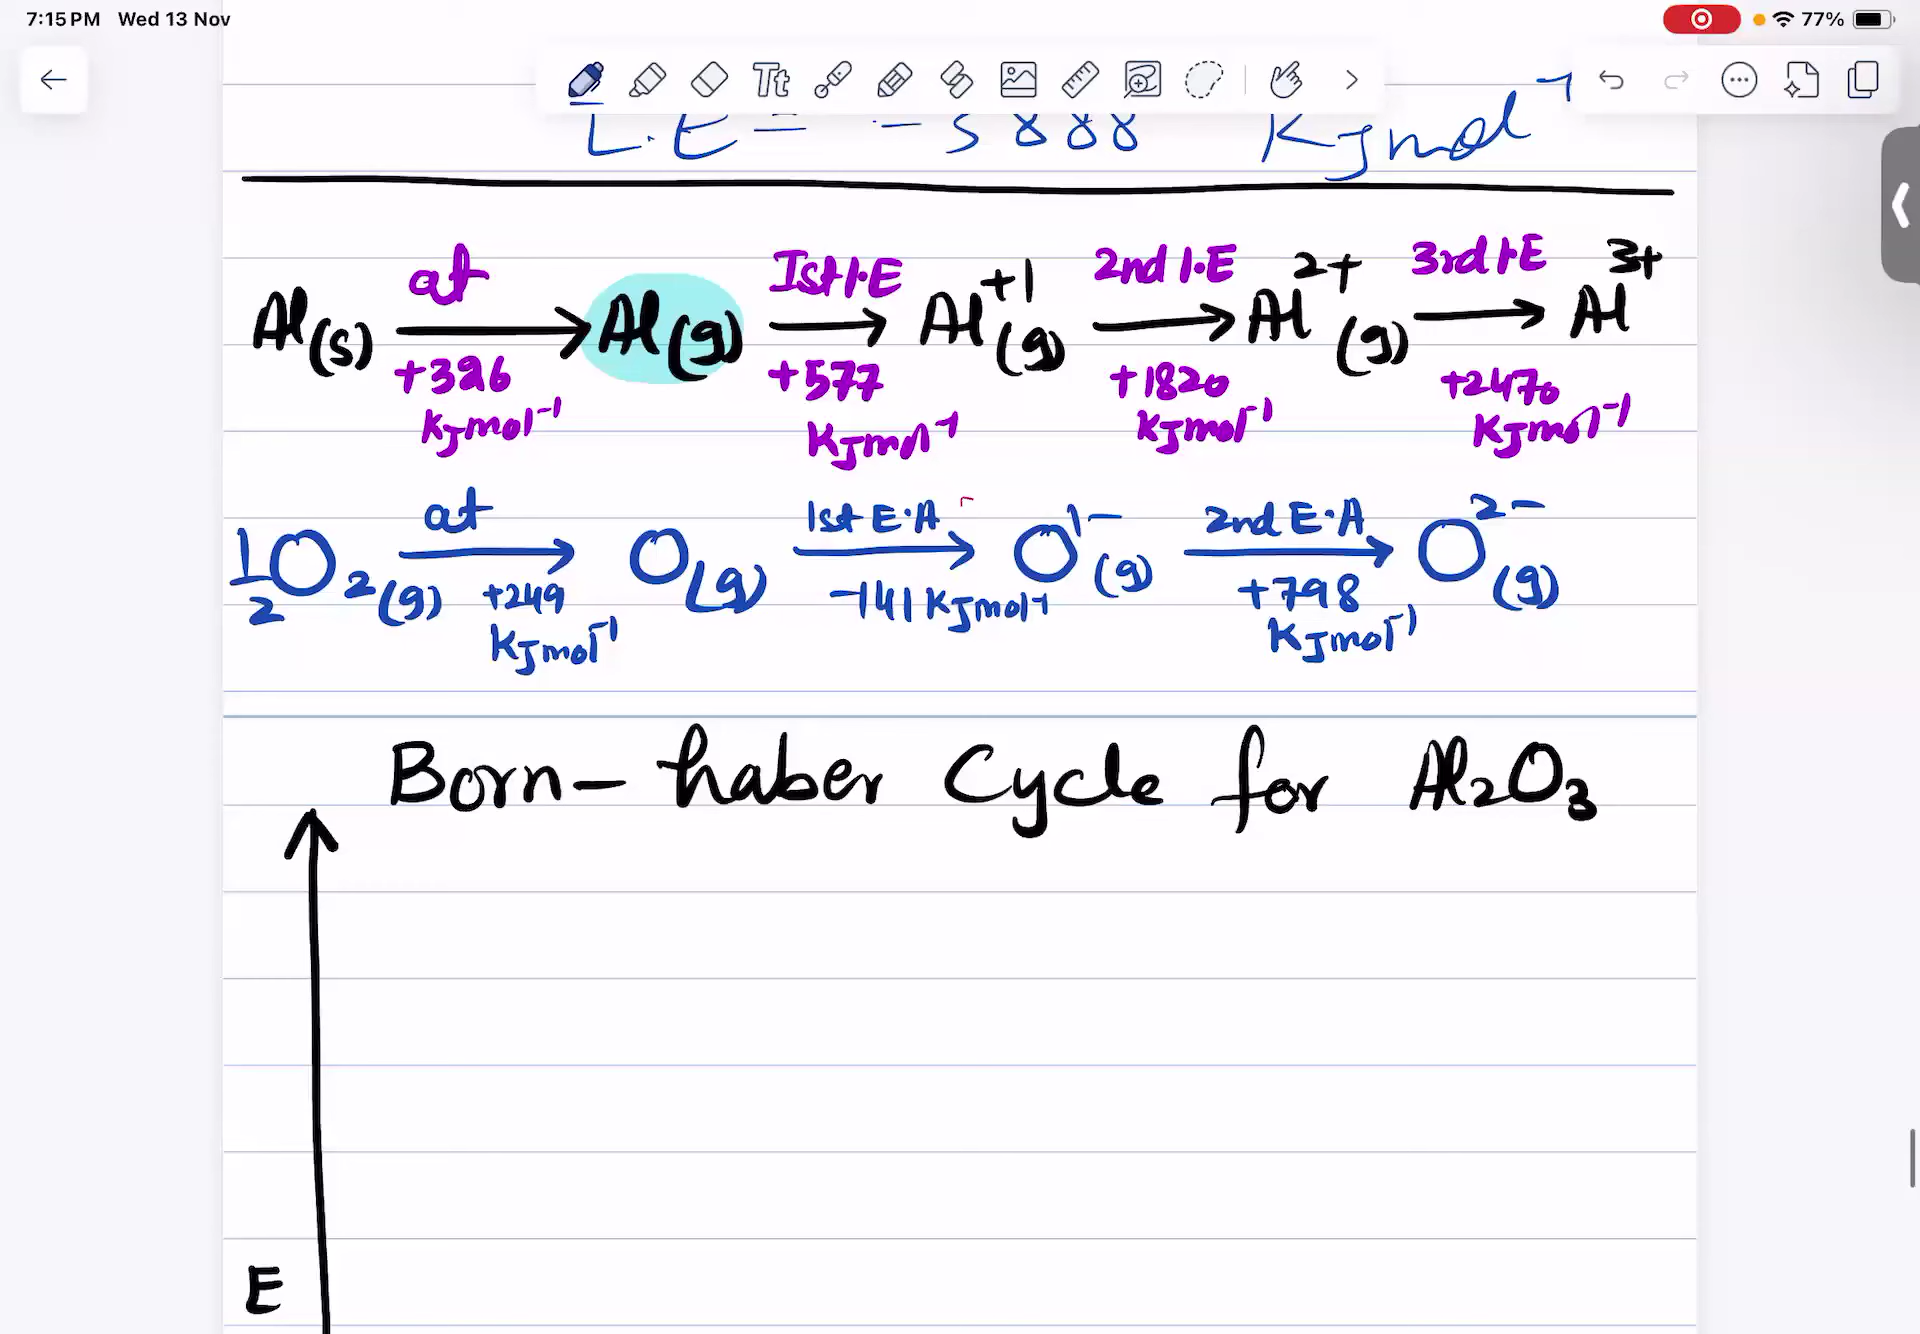 7:15 PM Wed 13 Nov
77%
L.E = -3888 KJmol⁻¹
Al(s) at +326 KJmol⁻¹ → Al(g) Ist I.E +577 KJmol⁻¹ → Al⁺¹(g) 2nd I.E +1820 KJmol⁻¹ → Al²⁺(g) 3rd I.E +2470 KJmol⁻¹ → Al³⁺
1/2 O₂(g) at +249 KJmol⁻¹ → O(g) 1st E.A -141 KJmol⁻¹ → O¹⁻(g) 2nd E.A +798 KJmol⁻¹ → O²⁻(g)
Born-haber Cycle for Al₂O₃
E